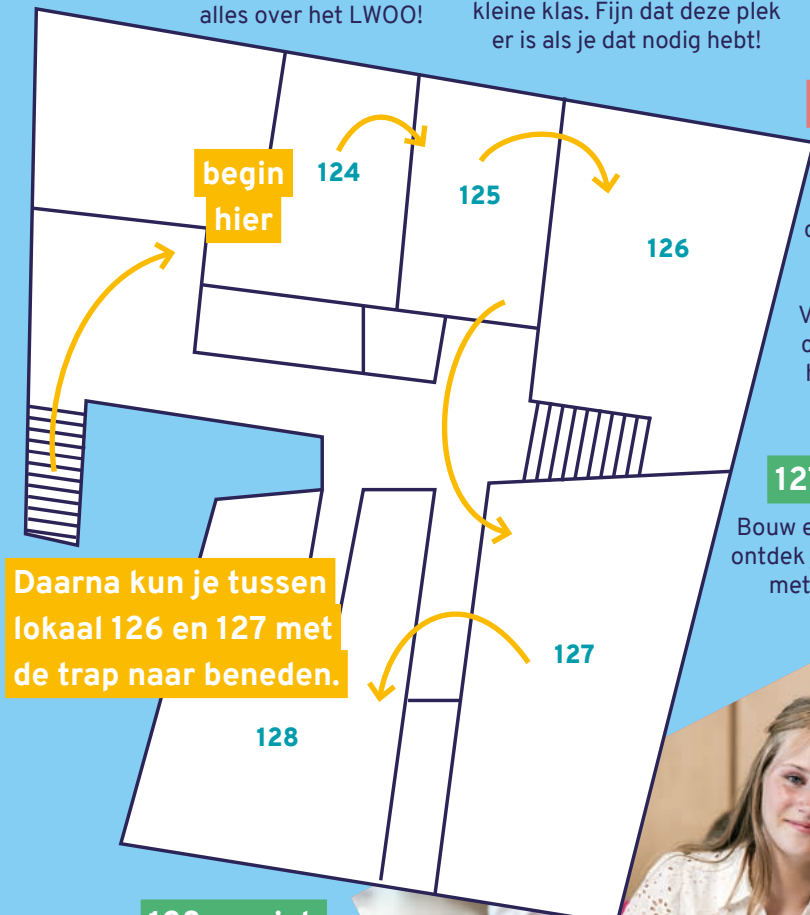 alles over het LWOO!
kleine klas. Fijn dat deze plek
er is als je dat nodig hebt!
begin
hier
124
125
126
127
Bouw e
ontdek
met
Daarna kun je tussen
lokaal 126 en 127 met
de trap naar beneden.
127
128